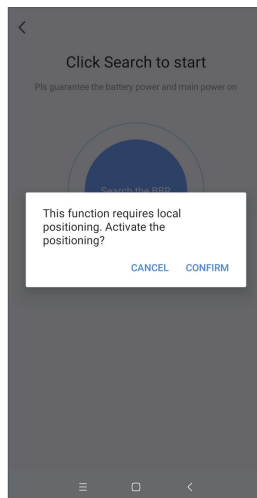 Click Search to start
Pls guarantee the battery power and main power on
Search the BBP
This function requires local
positioning. Activate the
positioning?
CANCEL CONFIRM